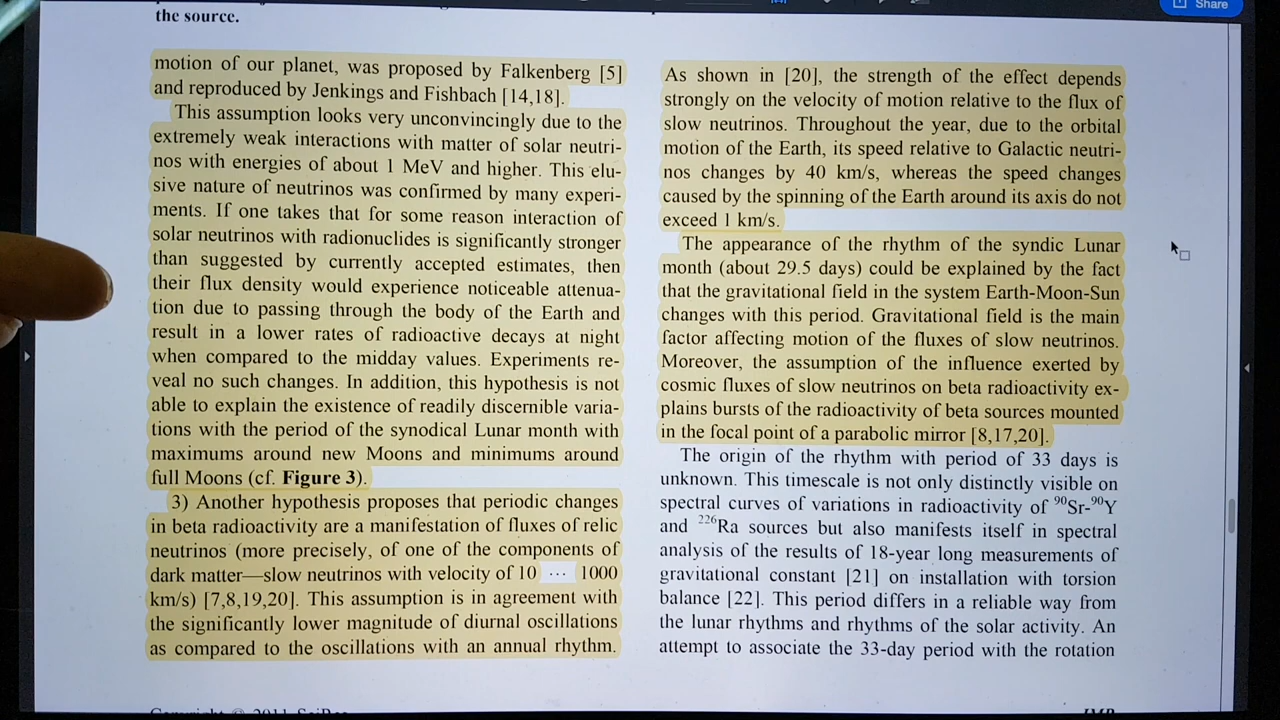 Share
the source.
motion of our planet, was proposed by Falkenberg [5]
and reproduced by Jenkings and Fishbach [14,18].
This assumption looks very unconvincingly due to the
extremely weak interactions with matter of solar neutri-
nos with energies of about 1 MeV and higher. This elu-
sive nature of neutrinos was confirmed by many experi-
ments. If one takes that for some reason interaction of
solar neutrinos with radionuclides is significantly stronger
than suggested by currently accepted estimates, then
their flux density would experience noticeable attenua-
tion due to passing through the body of the Earth and
result in a lower rates of radioactive decays at night
when compared to the midday values. Experiments re-
veal no such changes. In addition, this hypothesis is not
able to explain the existence of readily discernible varia-
tions with the period of the synodical Lunar month with
maximums around new Moons and minimums around
full Moons (cf. Figure 3).
3) Another hypothesis proposes that periodic changes
in beta radioactivity are a manifestation of fluxes of relic
neutrinos (more precisely, of one of the components of
dark matter—slow neutrinos with velocity of 10 ··· 1000
km/s) [7,8,19,20]. This assumption is in agreement with
the significantly lower magnitude of diurnal oscillations
as compared to the oscillations with an annual rhythm.
As shown in [20], the strength of the effect depends
strongly on the velocity of motion relative to the flux of
slow neutrinos. Throughout the year, due to the orbital
motion of the Earth, its speed relative to Galactic neutri-
nos changes by 40 km/s, whereas the speed changes
caused by the spinning of the Earth around its axis do not
exceed 1 km/s.
The appearance of the rhythm of the syndic Lunar
month (about 29.5 days) could be explained by the fact
that the gravitational field in the system Earth-Moon-Sun
changes with this period. Gravitational field is the main
factor affecting motion of the fluxes of slow neutrinos.
Moreover, the assumption of the influence exerted by
cosmic fluxes of slow neutrinos on beta radioactivity ex-
plains bursts of the radioactivity of beta sources mounted
in the focal point of a parabolic mirror [8,17,20].
The origin of the rhythm with period of 33 days is
unknown. This timescale is not only distinctly visible on
spectral curves of variations in radioactivity of ⁹⁰Sr-⁹⁰Y
and ²²⁶Ra sources but also manifests itself in spectral
analysis of the results of 18-year long measurements of
gravitational constant [21] on installation with torsion
balance [22]. This period differs in a reliable way from
the lunar rhythms and rhythms of the solar activity. An
attempt to associate the 33-day period with the rotation